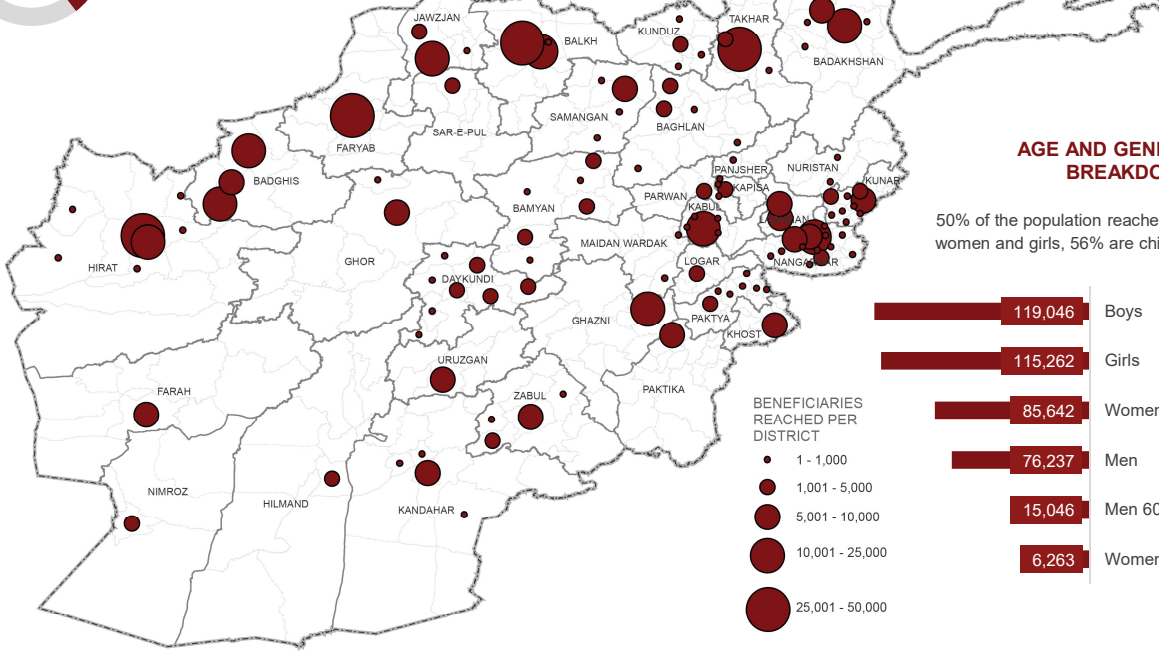 JAWZJAN
BALKH
KUNDUZ
TAKHAR
BADAKHSHAN
FARYAB
SAR-E-PUL
SAMANGAN
BAGHLAN
BADGHIS
PANJSHER
NURISTAN
KAPISA
KUNAR
PARWAN
KABUL
BAMYAN
MAIDAN WARDAK
HIRAT
GHOR
DAYKUNDI
LOGAR
GHAZNI
PAKTYA
KHOST
URUZGAN
PAKTIKA
FARAH
ZABUL
NIMROZ
HILMAND
KANDAHAR
BENEFICIARIES
REACHED PER
DISTRICT
1 - 1,000
1,001 - 5,000
5,001 - 10,000
10,001 - 25,000
25,001 - 50,000
AGE AND GEN
BREAKDO
50% of the population reache
women and girls, 56% are chi
119,046 Boys
115,262 Girls
85,642 Women
76,237 Men
15,046 Men 60
6,263 Women